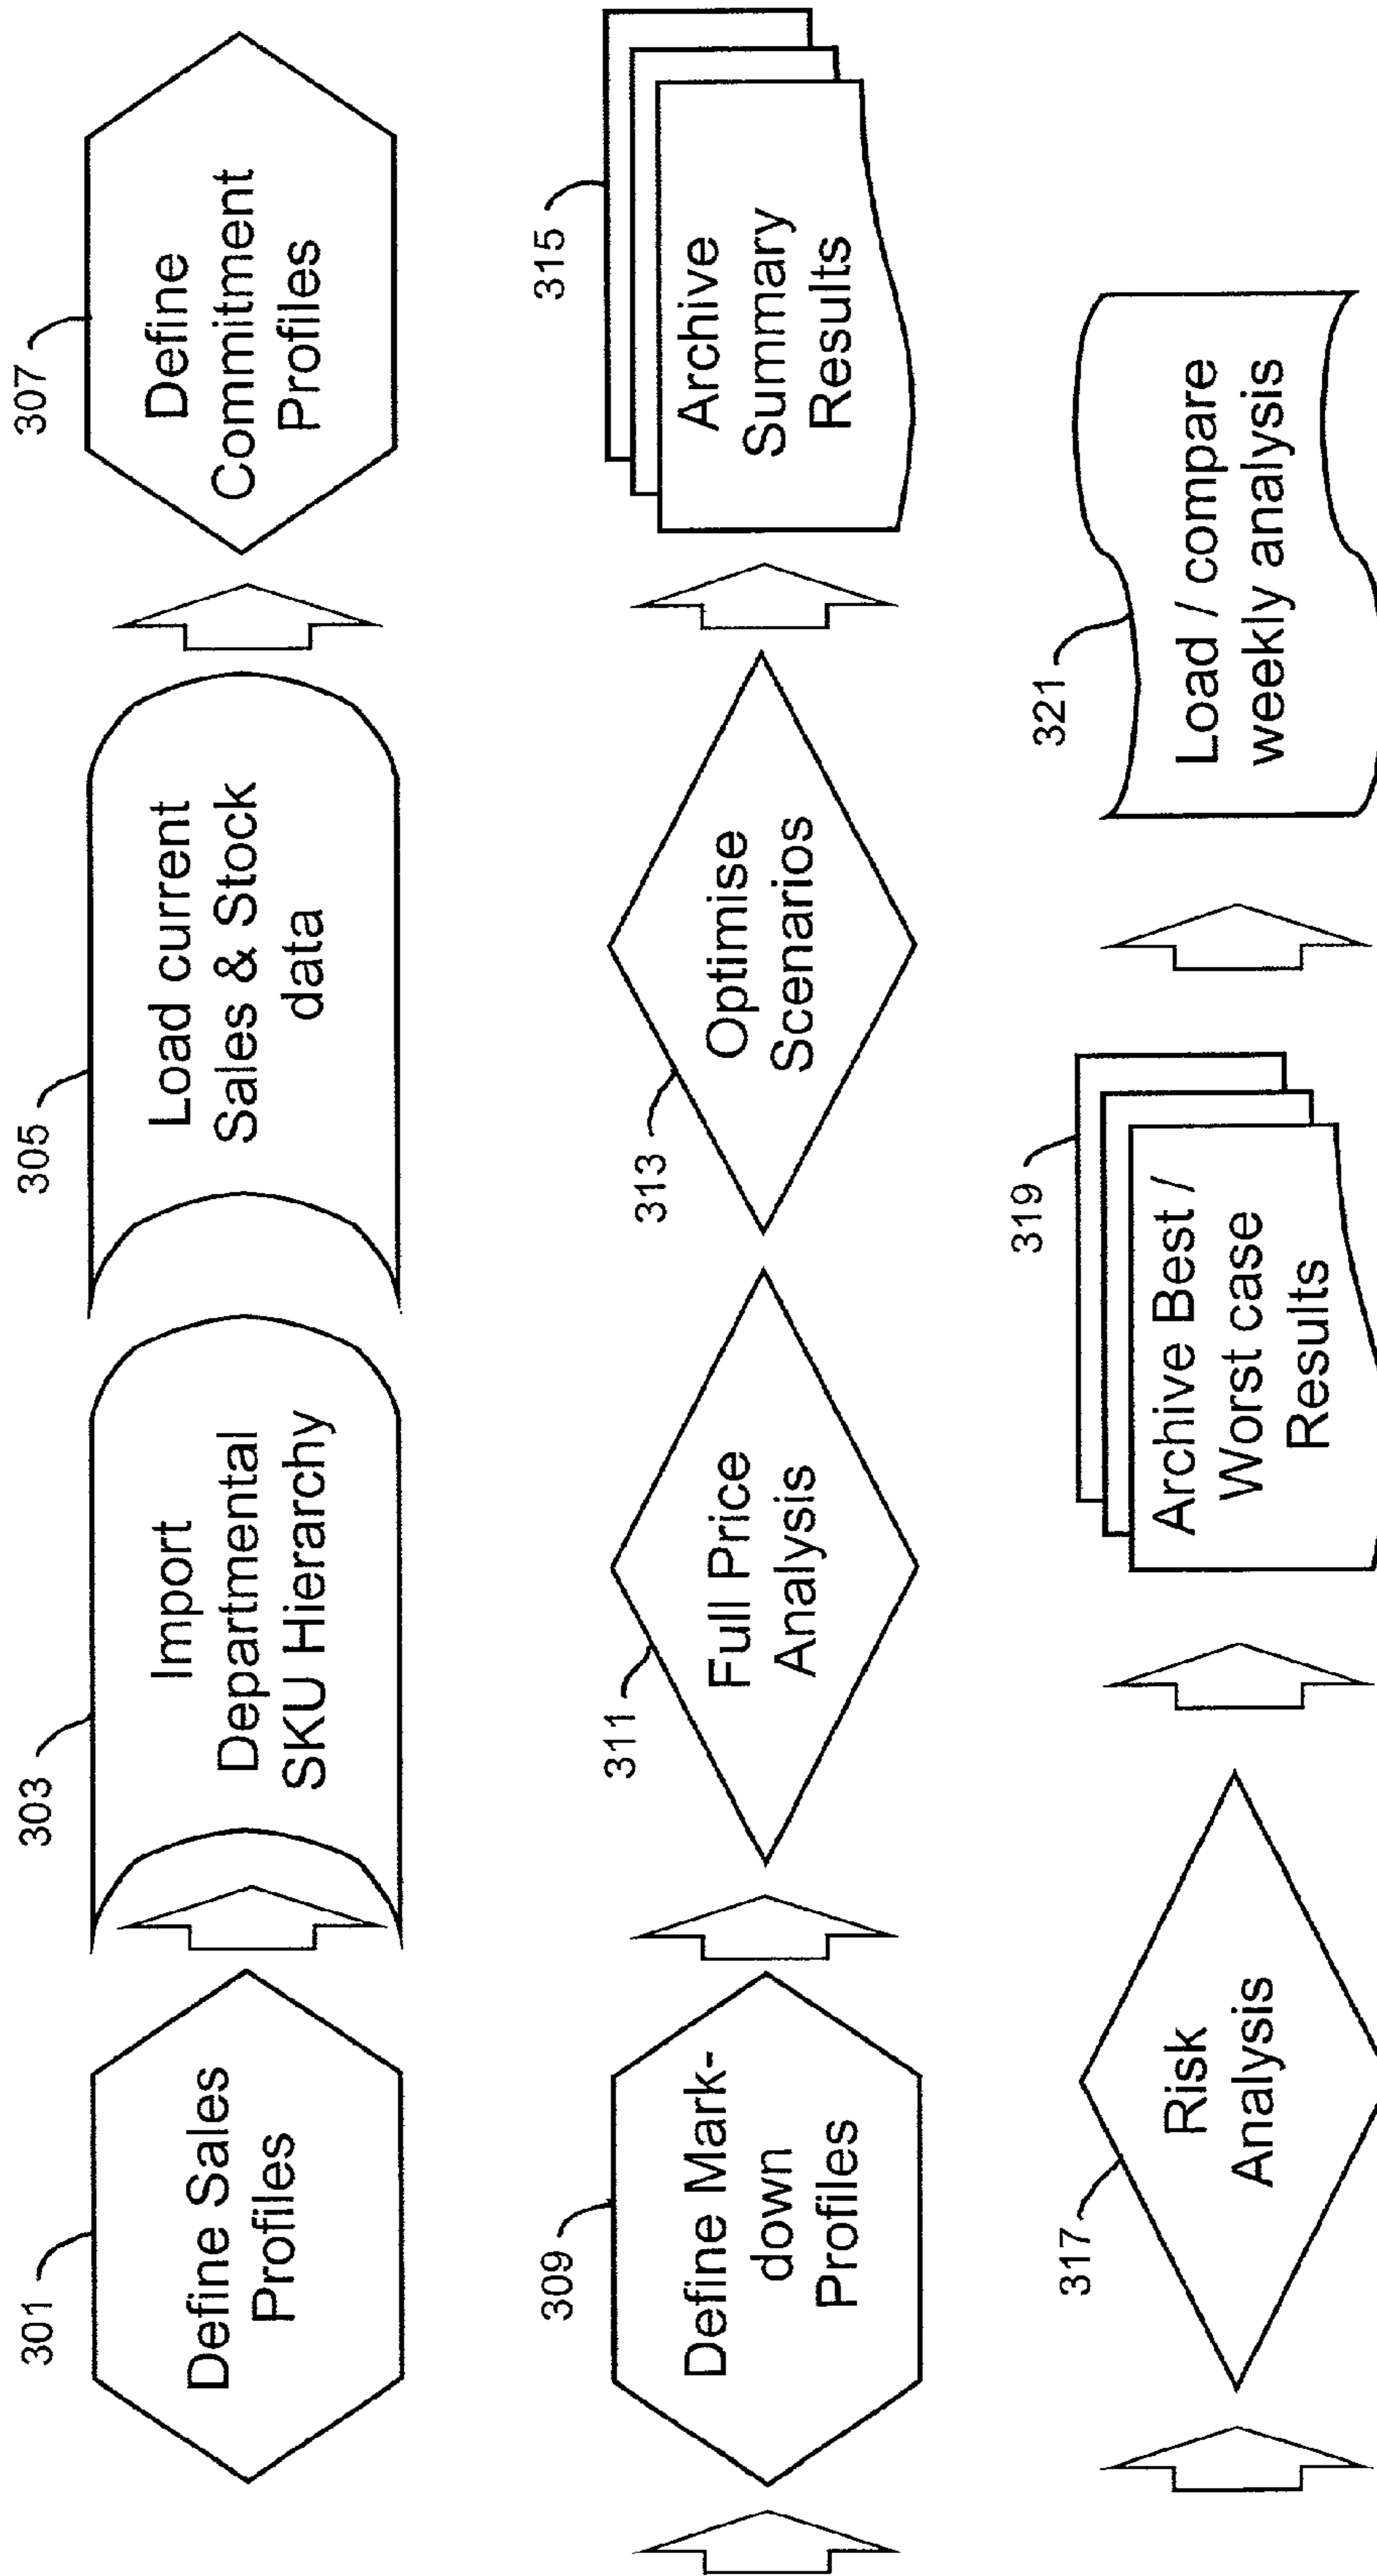 301
Define Sales
Profiles
303
Import
Departmental
SKU Hierarchy
305
Load current
Sales & Stock
data
307
Define
Commitment
Profiles
309
Define Mark-
down
Profiles
311
Full Price
Analysis
313
Optimise
Scenarios
315
Archive
Summary
Results
317
Risk
Analysis
319
Archive Best /
Worst case
Results
321
Load / compare
weekly analysis